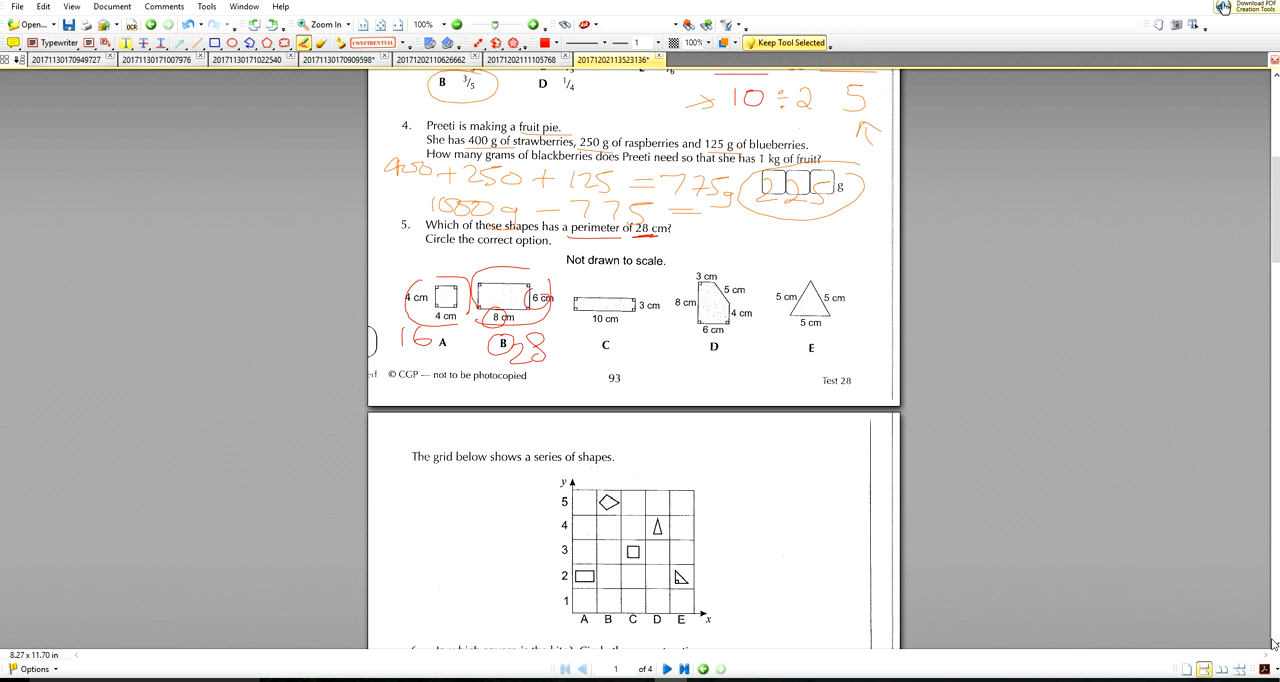 File Edit View Document Comments Tools Window Help
Download PDF
Creation Tools
Open... OCR Zoom In 100%
Typewriter CONFIDENTIAL 1 100% Keep Tool Selected
20171130170949727 20171130171007976 20171130171022540 20171130170909598* 20171202110626662 20171202111105768 20171202113523136*
B 3/5 D 1/4
10 ÷ 2 5
4. Preeti is making a fruit pie.
She has 400 g of strawberries, 250 g of raspberries and 125 g of blueberries.
How many grams of blackberries does Preeti need so that she has 1 kg of fruit?
400 + 250 + 125 = 775g 225 g
1000 g - 775 =
5. Which of these shapes has a perimeter of 28 cm?
Circle the correct option.
Not drawn to scale.
4 cm
4 cm
16 A
6 cm
8 cm
B 28
3 cm
10 cm
C
3 cm
5 cm
8 cm
4 cm
6 cm
D
5 cm 5 cm
5 cm
E
© CGP — not to be photocopied 93 Test 28
The grid below shows a series of shapes.
y
5
4
3
2
1
A B C D E x
8.27 x 11.70 in
Options 1 of 4